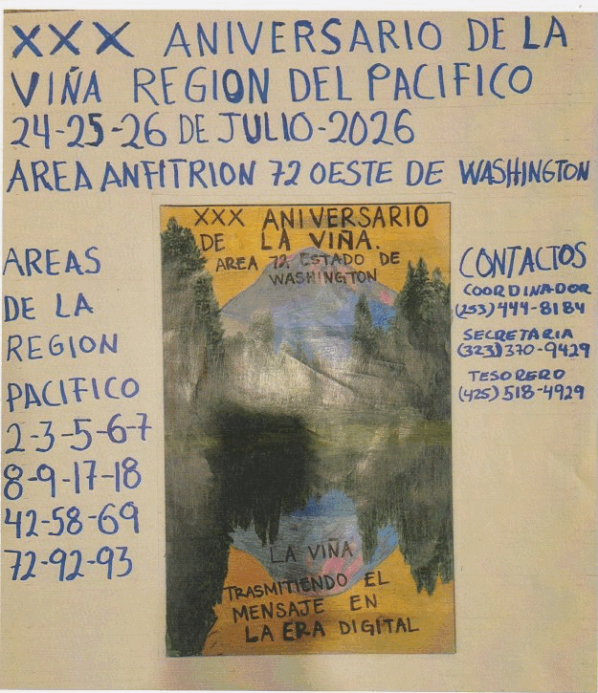 XXX ANIVERSARIO DE LA
VIÑA REGION DEL PACIFICO
24-25-26 DE JULIO-2026
AREA ANFITRION 72 OESTE DE WASHINGTON
AREAS
DE LA
REGION
PACIFICO
2-3-5-6-7
8-9-17-18
42-58-69
72-92-93
XXX ANIVERSARIO
DE LA VIÑA.
AREA 72 ESTADO DE
WASHINGTON
LA VIÑA
TRASMITIENDO EL
MENSAJE EN
LA ERA DIGITAL
CONTACTOS
COORDINADOR
(253) 444-8184
SECRETARIA
(323) 370-9429
TESORERO
(425) 518-4929